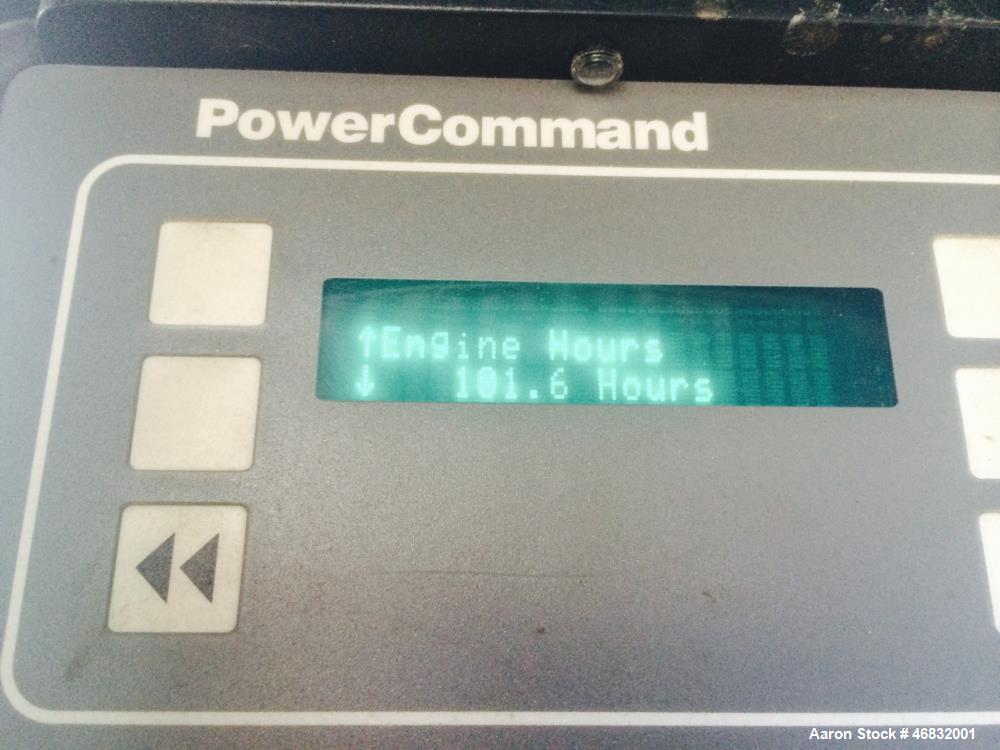 PowerCommand
↑Engine Hours
↓ 101.6 Hours
Aaron Stock # 46832001